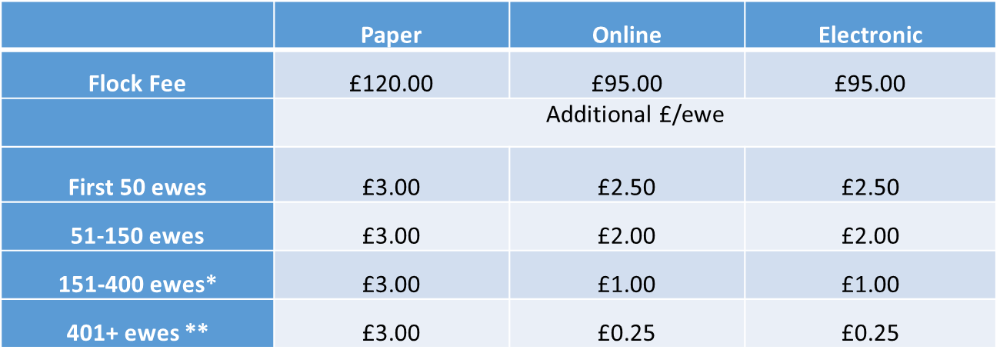 Paper Online Electronic
Flock Fee £120.00 £95.00 £95.00
Additional £/ewe
First 50 ewes £3.00 £2.50 £2.50
51-150 ewes £3.00 £2.00 £2.00
151-400 ewes* £3.00 £1.00 £1.00
401+ ewes ** £3.00 £0.25 £0.25